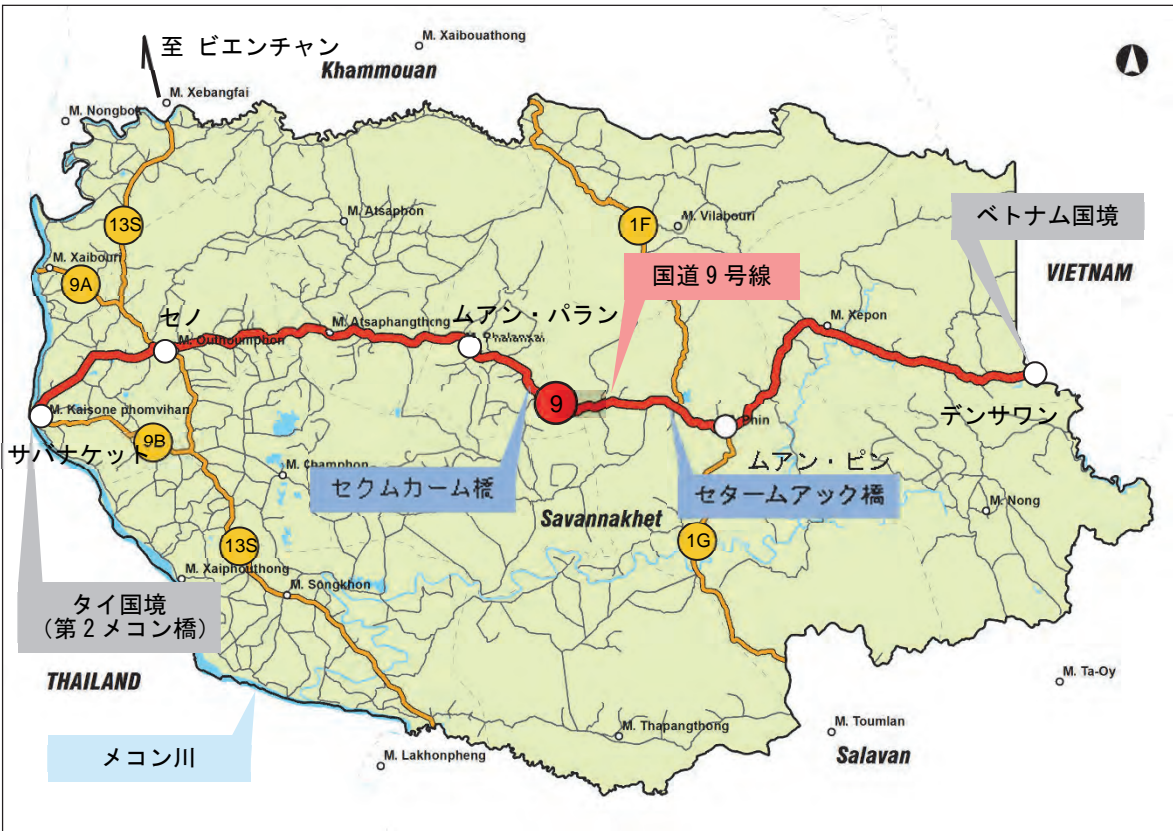 至 ビエンチャン
M. Xaibouathong
Khammouan
M. Xebangfai
M. Nongbok
13S
M. Atsaphon
1F
M. Vilabouri
ベトナム国境
VIETNAM
M. Xaibouri
9A
国道9号線
セノ
M. Outhoumphon
M. Atsaphangthong
ムアン・パラン
M. Phalanxai
M. Xepon
M. Kaisone phomvihan
9
デンサワン
サバナケット
9B
Phin
ムアン・ピン
M. Champhon
セクムカーム橋
セタームアック橋
M. Nong
Savannakhet
13S
1G
M. Xaiphouthong
M. Songkhon
タイ国境
(第2メコン橋)
THAILAND
M. Ta-Oy
M. Thapangthong
M. Toumlan
Salavan
メコン川
M. Lakhonpheng